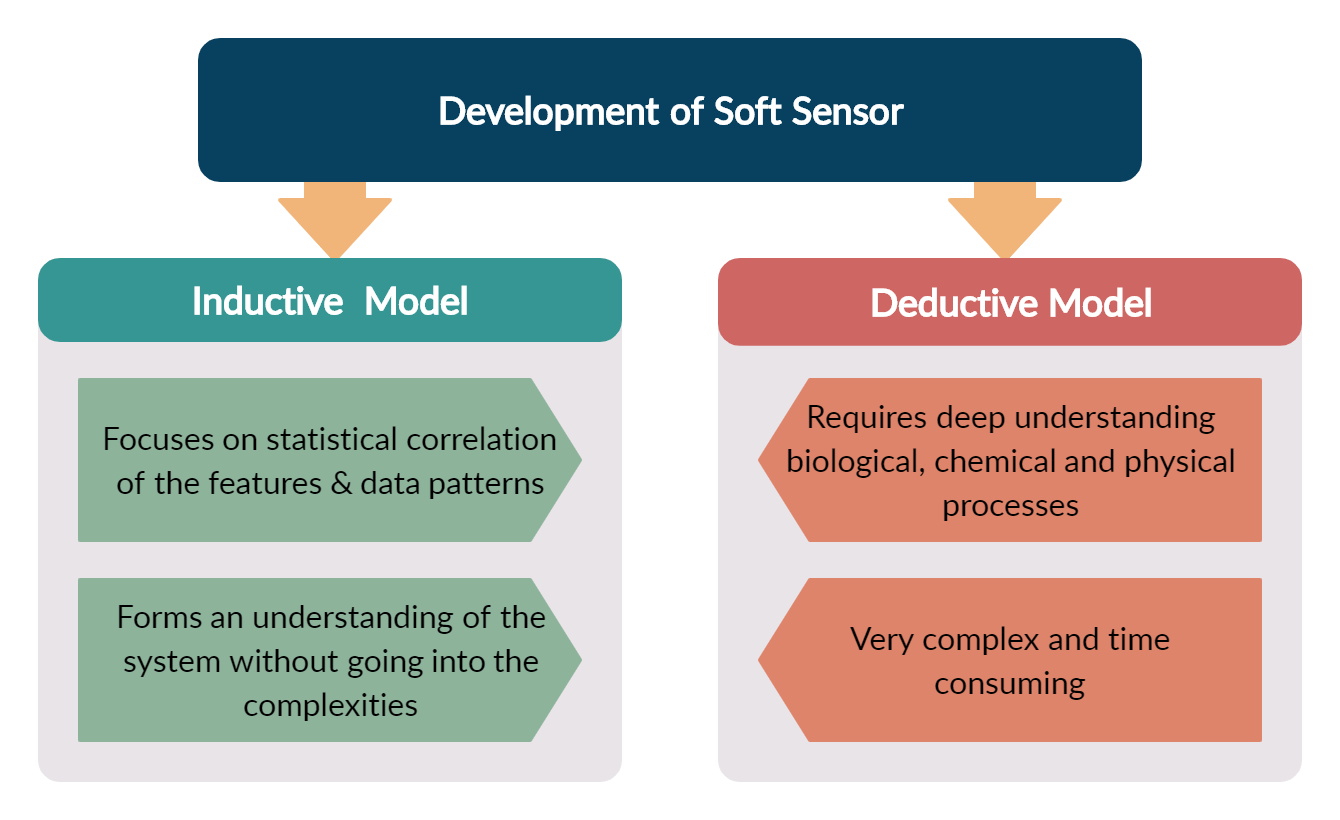 Development of Soft Sensor
Inductive  Model
Focuses on statistical correlation
of the features & data patterns
Forms an understanding of the
system without going into the
complexities
Deductive Model
Requires deep understanding
biological, chemical and physical
processes
Very complex and time
consuming